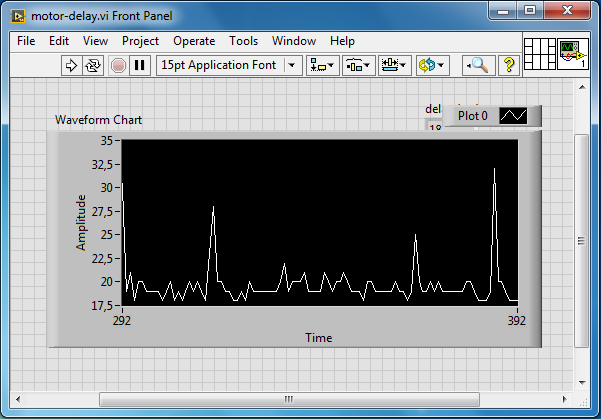 motor-delay.vi Front Panel
File Edit View Project Operate Tools Window Help
15pt Application Font
Plot 0
Waveform Chart
35
32,5
30
27,5
25
22,5
20
17,5
Amplitude
292
392
Time